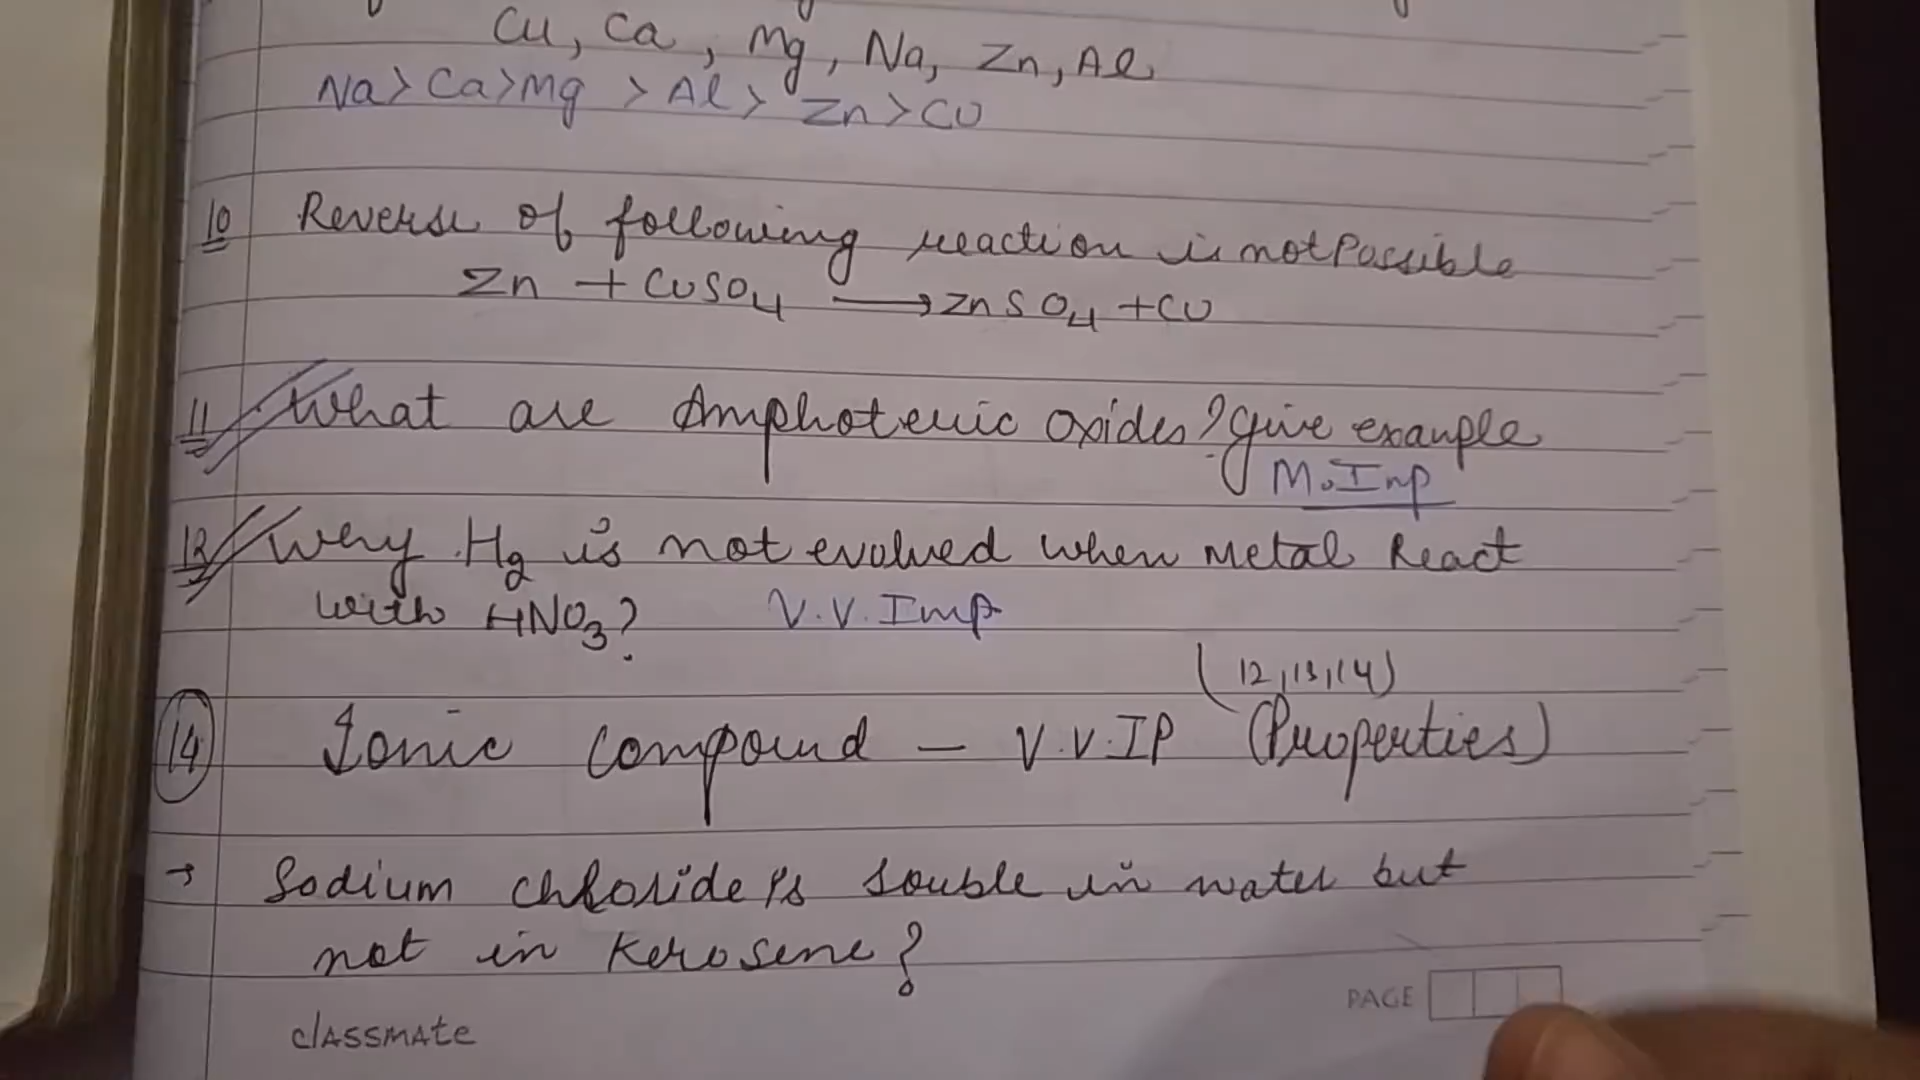 Cu, Ca, Mg, Na, Zn, Al
Na > Ca > Mg > Al > Zn > Cu
10 Reverse of following reaction is not Possible
Zn + CuSO4 → ZnSO4 + Cu
11 What are Amphoteric oxides? Give example
M. Imp
12 Why Hg is not evolved when Metal React
with HNO3? V.V. Imp
(12, 13, 14)
14 Ionic Compound - V.V. IP (Properties)
→ Sodium chloride is souble in water but
not in Kerosene?
PAGE
classmate